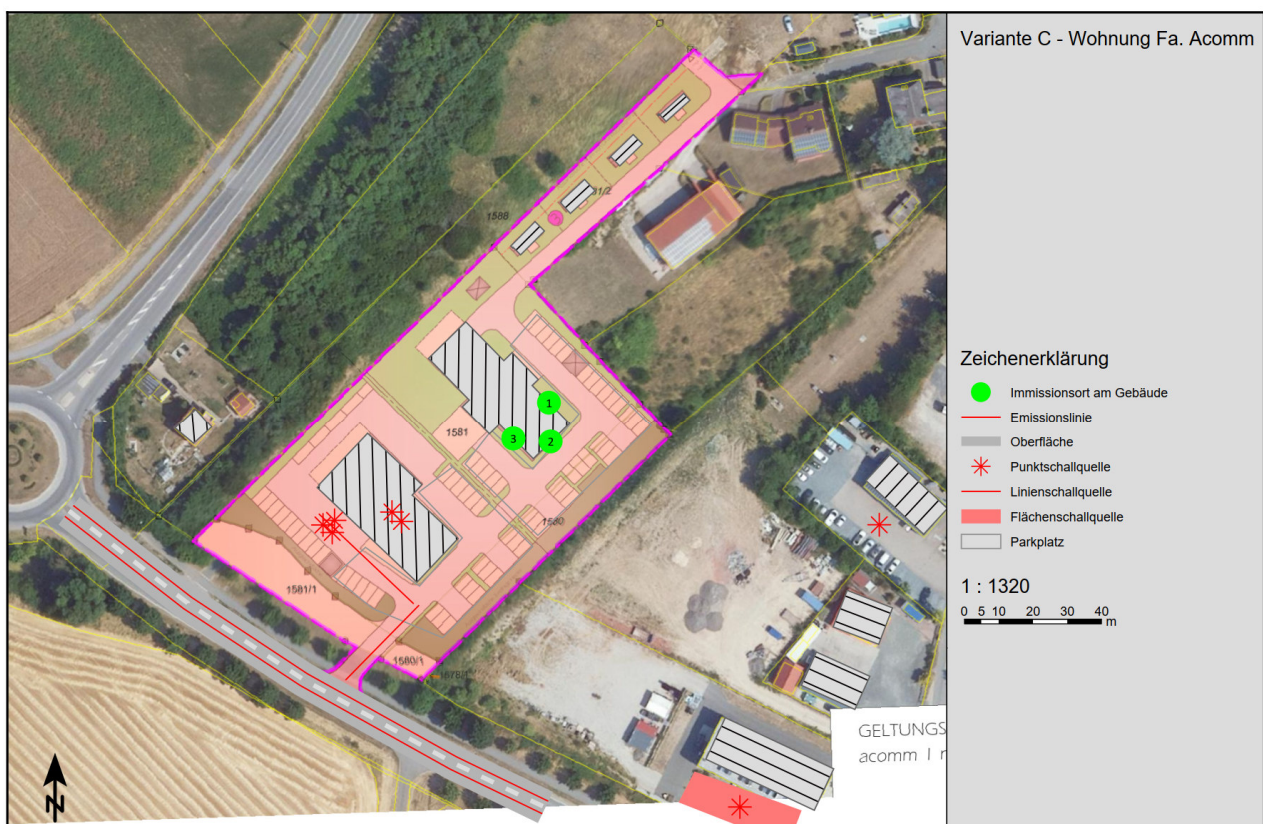 Variante C - Wohnung Fa. Acomm
1588
1581
1
3
2
1580
1581/1
1580/1
GELTUNGS
acomm I r
N
Zeichenerklärung
Immissionsort am Gebäude
Emissionslinie
Oberfläche
Punktschallquelle
Linienschallquelle
Flächenschallquelle
Parkplatz
1 : 1320
0 5 10 20 30 40
m